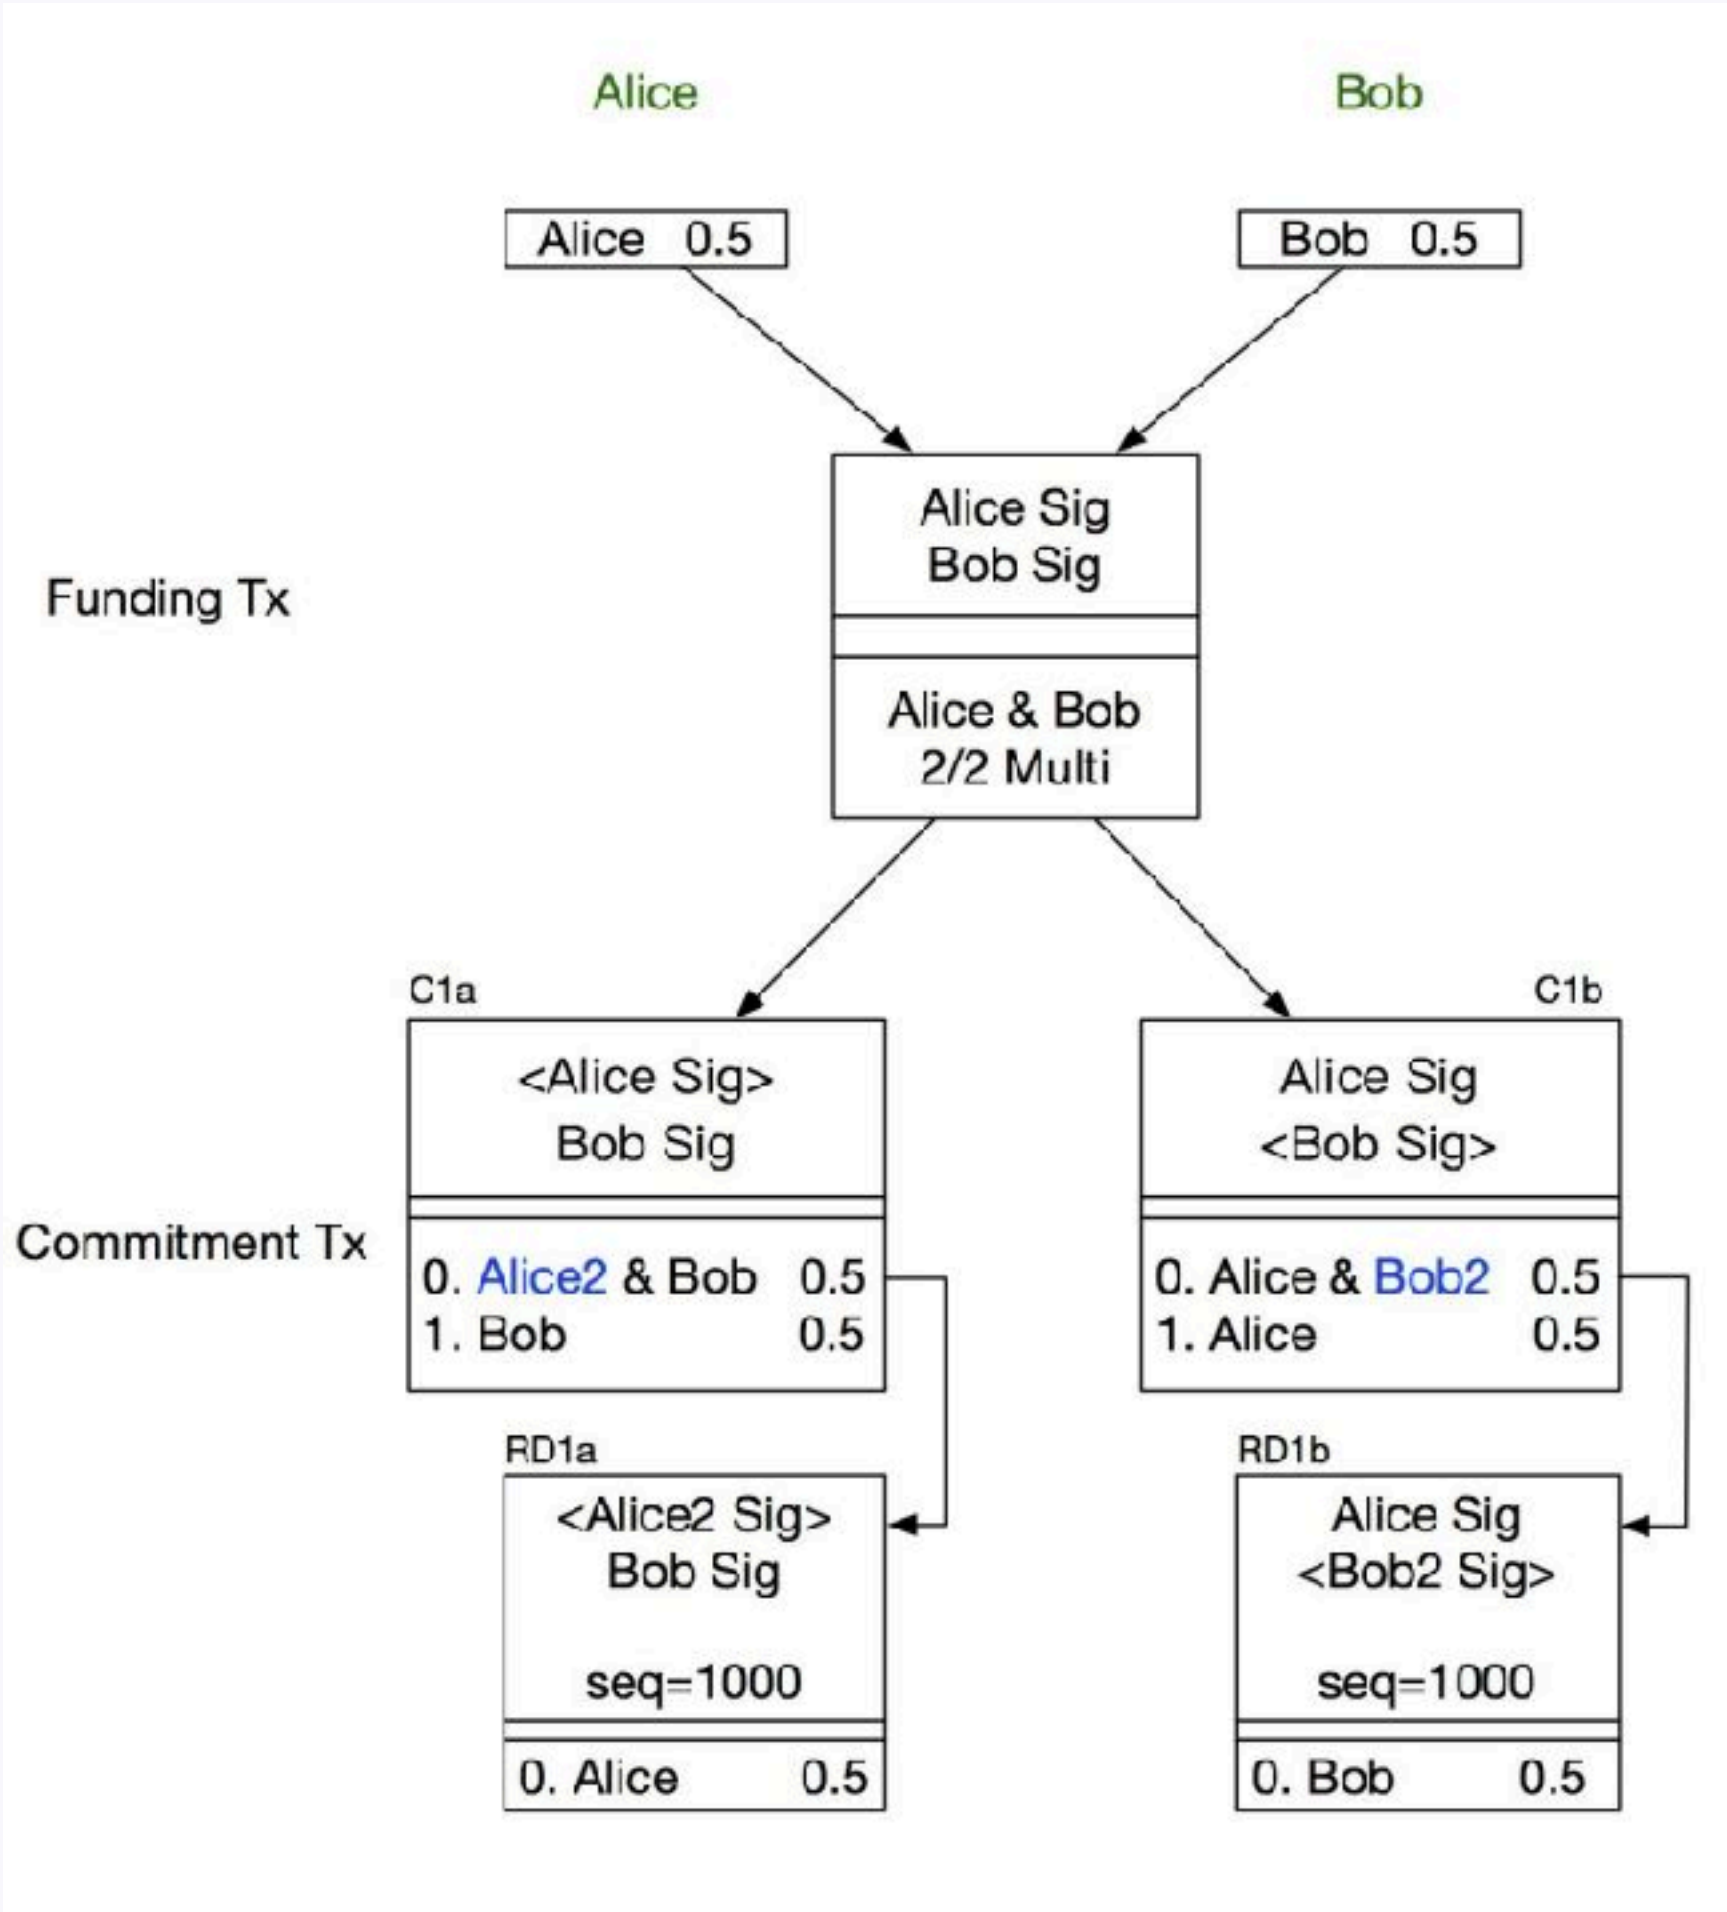 Alice
Bob
Alice 0.5
Bob 0.5
Funding Tx
Alice Sig
Bob Sig
Alice & Bob
2/2 Multi
Commitment Tx
C1a
<Alice Sig>
Bob Sig
0. Alice2 & Bob 0.5
1. Bob 0.5
RD1a
<Alice2 Sig>
Bob Sig
seq=1000
0. Alice 0.5
C1b
Alice Sig
<Bob Sig>
0. Alice & Bob2 0.5
1. Alice 0.5
RD1b
Alice Sig
<Bob2 Sig>
seq=1000
0. Bob 0.5